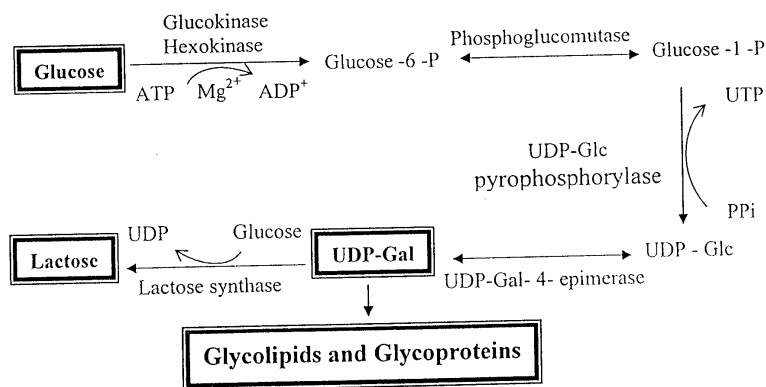 Glucokinase
Hexokinase
Glucose
Glucose -6 -P
Phosphoglucomutase
Glucose -1 -P
ATP
Mg2+
ADP+
UTP
UDP-Glc
pyrophosphorylase
PPi
UDP
Glucose
Lactose
UDP-Gal
UDP - Glc
Lactose synthase
UDP-Gal- 4- epimerase
Glycolipids and Glycoproteins